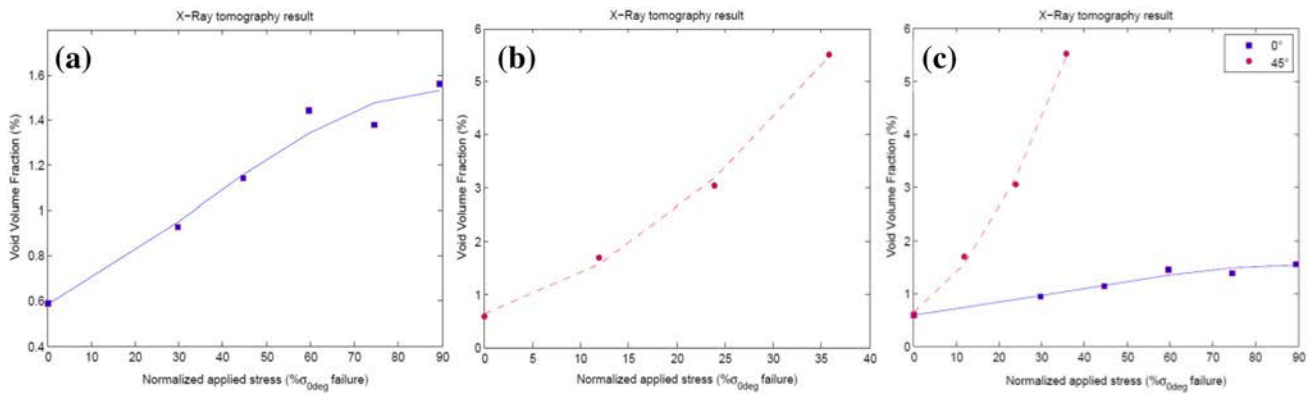 X−Ray tomography result
(a)
1.6
1.4
1.2
1
0.8
0.6
0.4
0 10 20 30 40 50 60 70 80 90
Void Volume Fraction (%)
Normalized applied stress (%σ0deg failure)
X−Ray tomography result
(b)
6
5
4
3
2
1
0
0 5 10 15 20 25 30 35 40
Void Volume Fraction (%)
Normalized applied stress (%σ0deg failure)
X−Ray tomography result
(c)
0°
45°
6
5
4
3
2
1
0
0 10 20 30 40 50 60 70 80 90
Void Volume Fraction (%)
Normalized applied stress (%σ0deg failure)